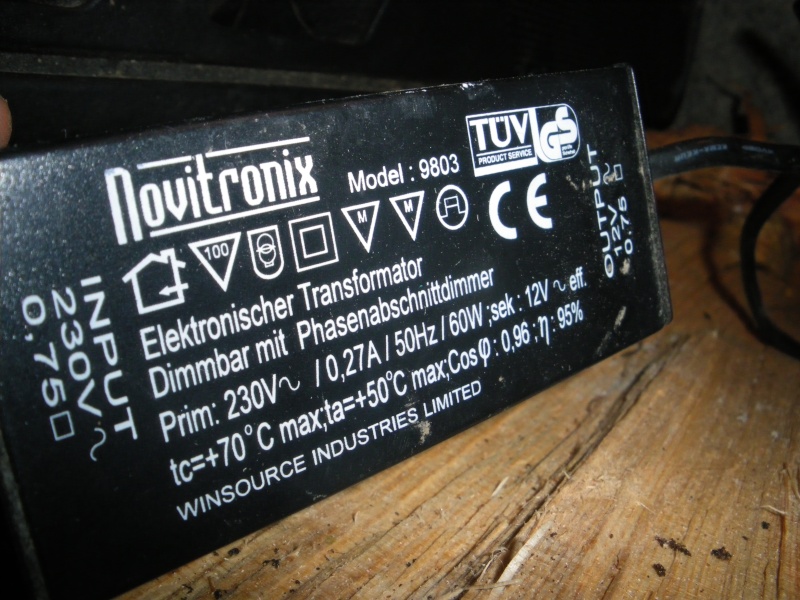 Novitronix
Model : 9803
TÜV
PRODUCT SERVICE
GS
100
M
M
CE
Elektronischer Transformator
Dimmbar mit Phasenabschnittdimmer
Prim: 230V~ / 0,27A / 50Hz / 60W ;sek : 12V ~ eff.
tc=+70°C max;ta=+50°C max;Cosφ: 0,96 ;η: 95%
WINSOURCE INDUSTRIES LIMITED
INPUT
230V ~
0,75□
OUTPUT
12V ~
0.75 □